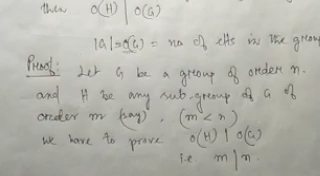 then O(H) | O(G)
|G| = O(G) = no of elts in the group
Proof: Let G be a group of order n.
and H be any sub-group of G of
order m (say), (m < n)
we have to prove O(H) | O(G)
i.e m | n.